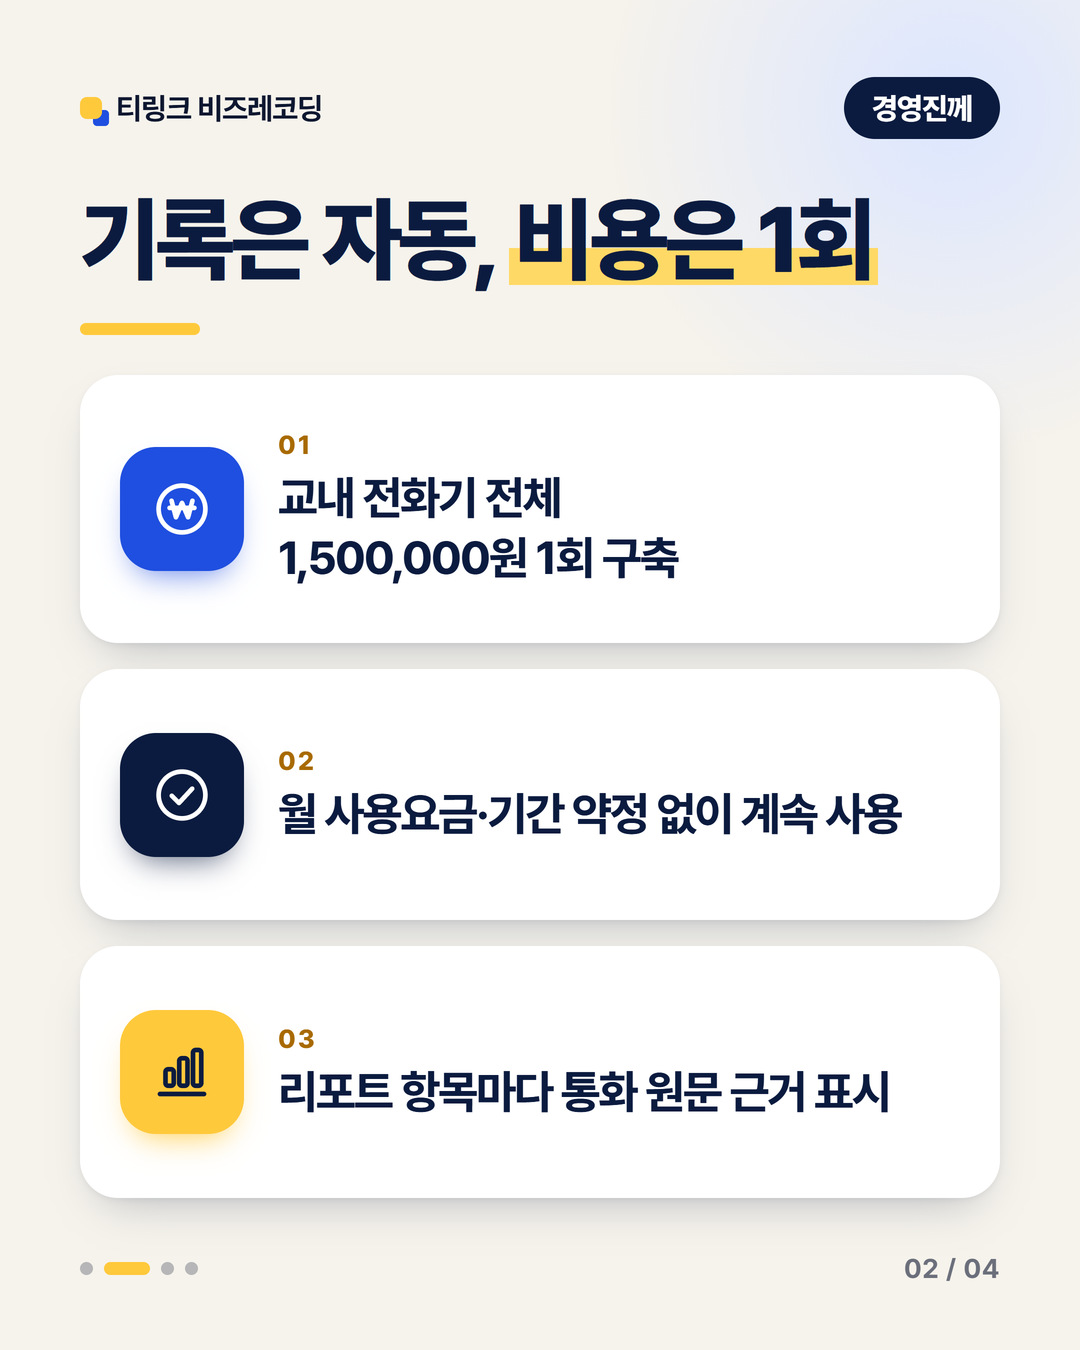 티링크 비즈레코딩
경영진께
기록은 자동, 비용은 1회
01
교내 전화기 전체
1,500,000원 1회 구축
02
월 사용요금·기간 약정 없이 계속 사용
03
리포트 항목마다 통화 원문 근거 표시
02 / 04